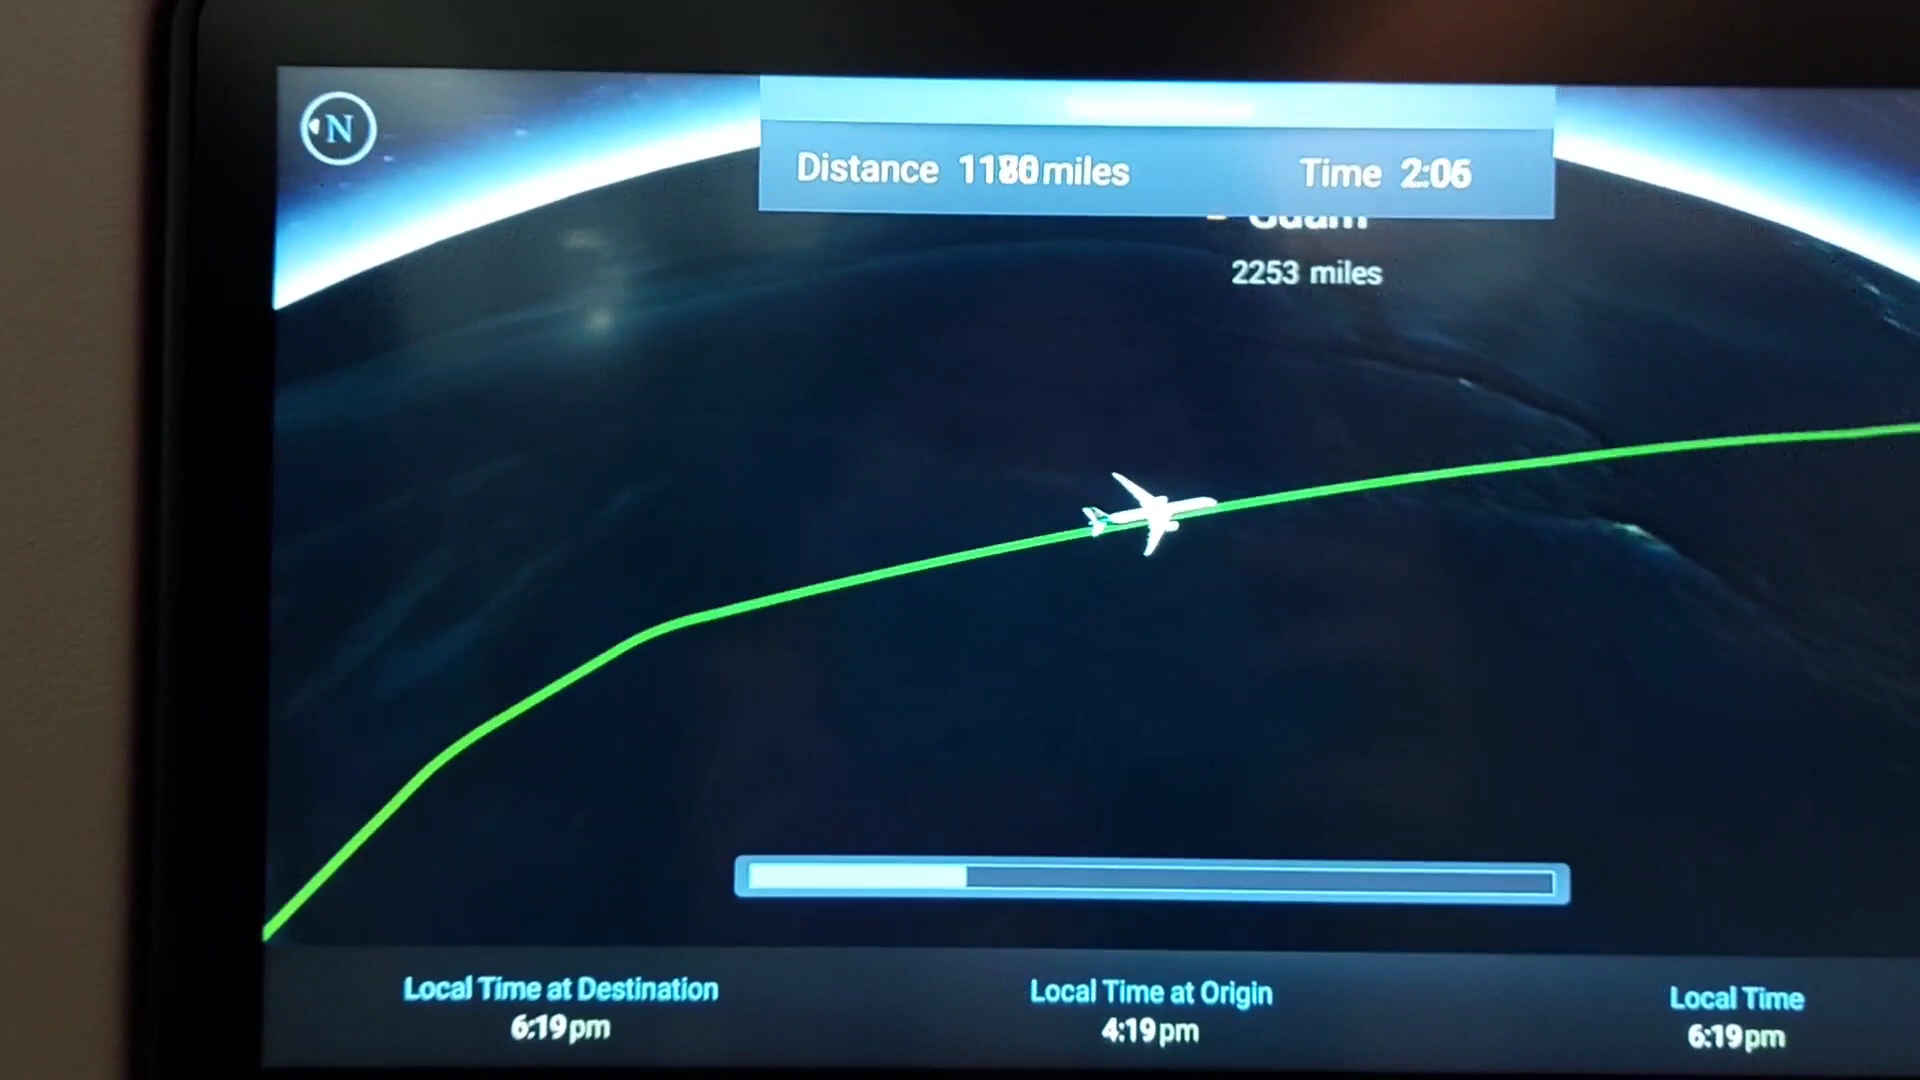 N
Distance miles Time 2:06
Guam
2253 miles
Local Time at Destination
6:19pm
Local Time at Origin
4:19pm
Local Time
6:19pm